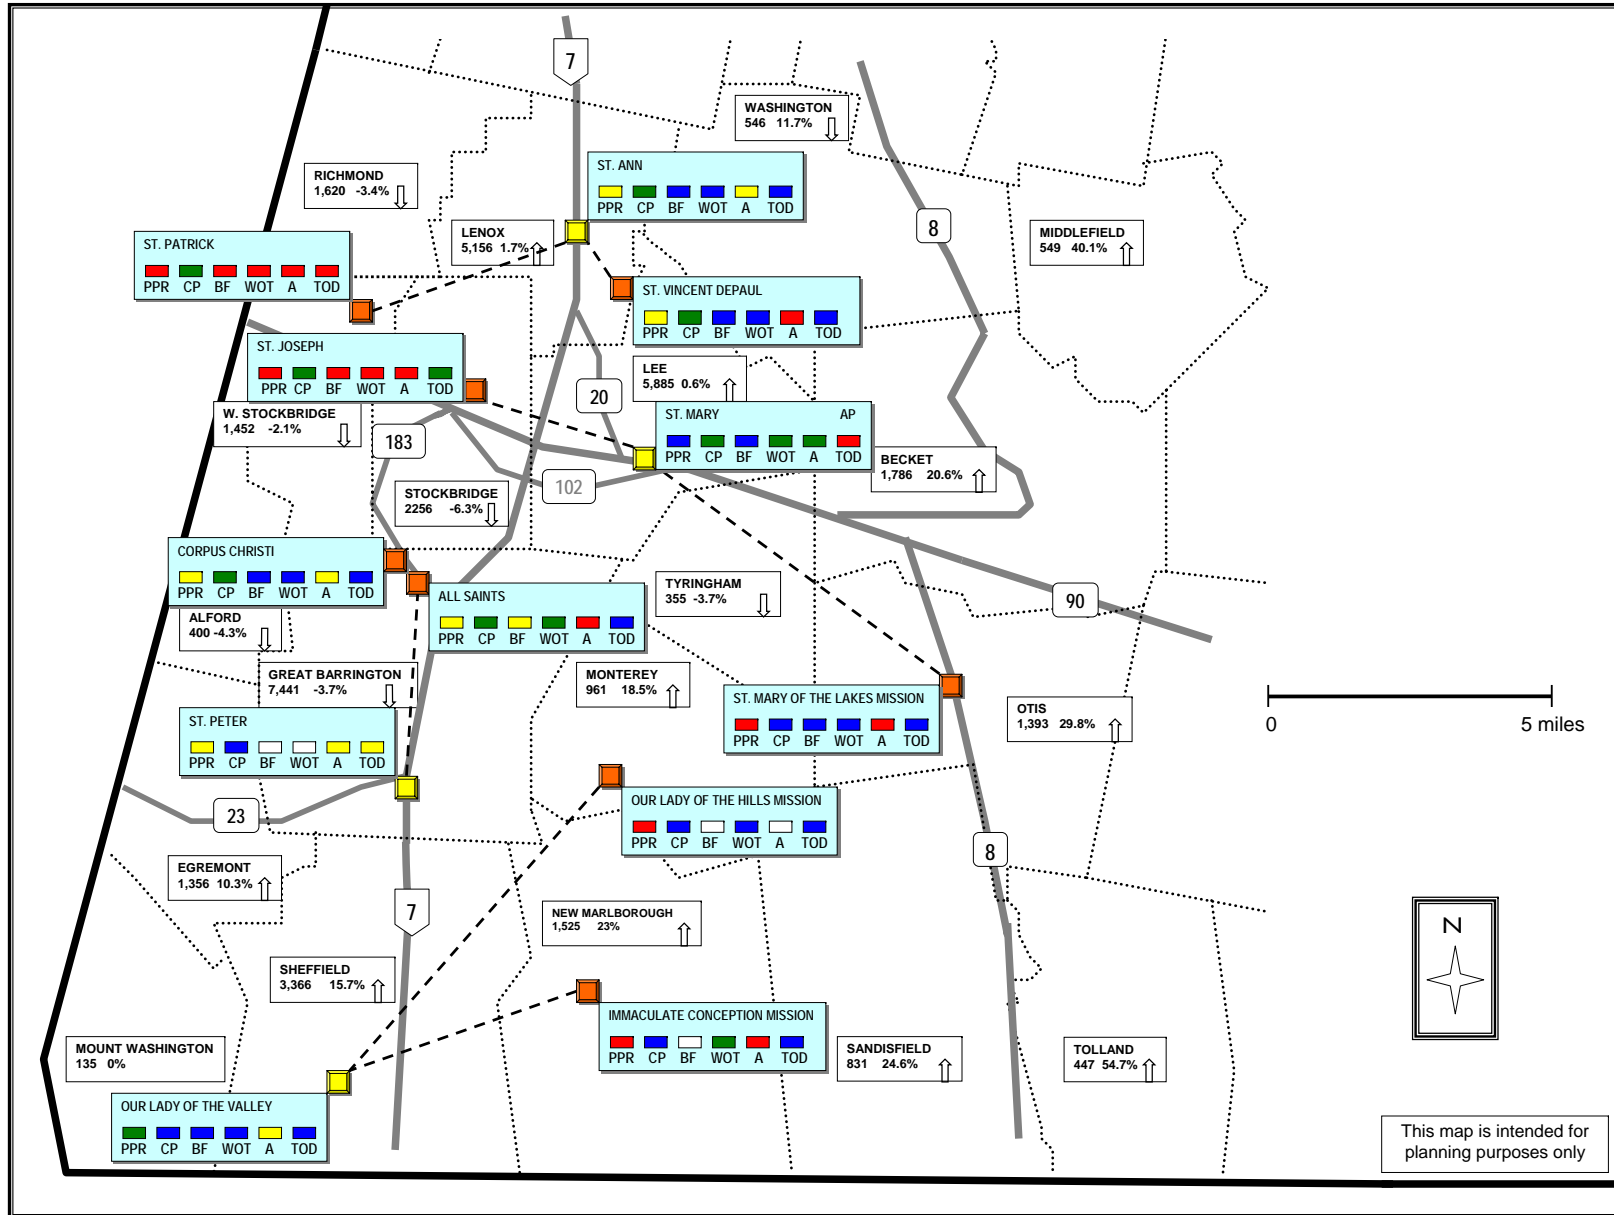 7
WASHINGTON
546 11.7%
ST. ANN
PPR CP BF WOT A TOD
RICHMOND
1,620 -3.4%
LENOX
5,156 1.7%
8
MIDDLEFIELD
549 40.1%
ST. PATRICK
PPR CP BF WOT A TOD
ST. VINCENT DEPAUL
PPR CP BF WOT A TOD
ST. JOSEPH
PPR CP BF WOT A TOD
LEE
5,885 0.6%
20
W. STOCKBRIDGE
1,452 -2.1%
183
ST. MARY AP
PPR CP BF WOT A TOD
BECKET
1,786 20.6%
102
STOCKBRIDGE
2256 -6.3%
CORPUS CHRISTI
PPR CP BF WOT A TOD
ALL SAINTS
PPR CP BF WOT A TOD
TYRINGHAM
355 -3.7%
90
ALFORD
400 -4.3%
GREAT BARRINGTON
7,441 -3.7%
MONTEREY
961 18.5%
ST. MARY OF THE LAKES MISSION
PPR CP BF WOT A TOD
OTIS
1,393 29.8%
0 5 miles
ST. PETER
PPR CP BF WOT A TOD
23
OUR LADY OF THE HILLS MISSION
PPR CP BF WOT A TOD
8
EGREMONT
1,356 10.3%
7
NEW MARLBOROUGH
1,525 23%
N
SHEFFIELD
3,366 15.7%
IMMACULATE CONCEPTION MISSION
PPR CP BF WOT A TOD
MOUNT WASHINGTON
135 0%
SANDISFIELD
831 24.6%
TOLLAND
447 54.7%
OUR LADY OF THE VALLEY
PPR CP BF WOT A TOD
This map is intended for
planning purposes only